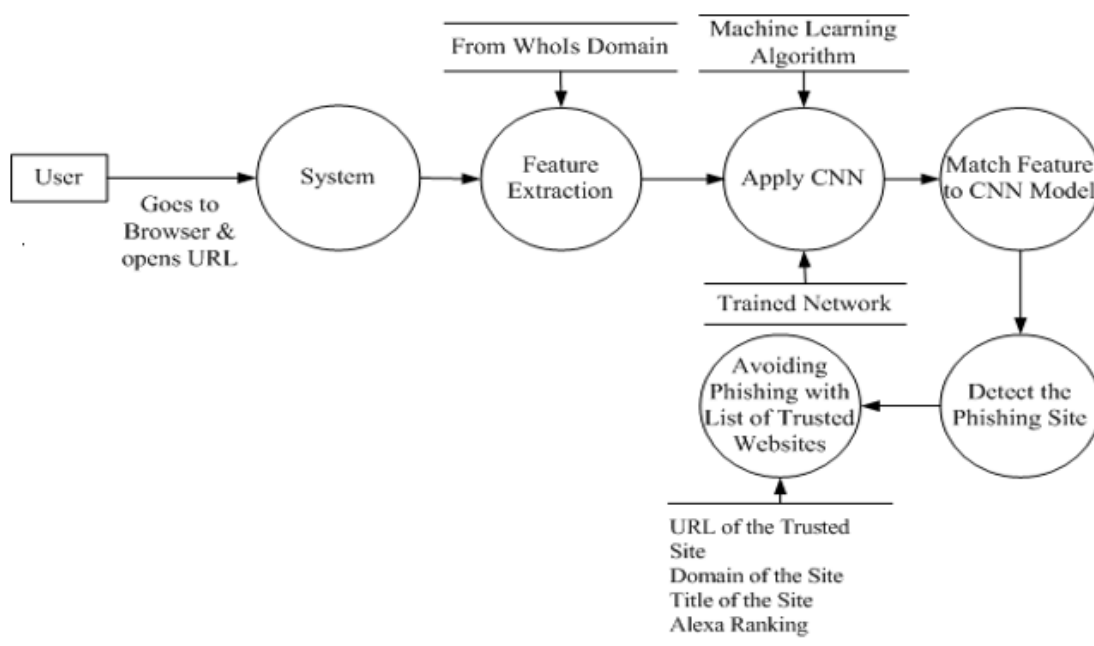 From WhoIs Domain
Machine Learning
Algorithm
User
Goes to
Browser &
opens URL
System
Feature
Extraction
Apply CNN
Match Feature
to CNN Model
Trained Network
Avoiding
Phishing with
List of Trusted
Websites
Detect the
Phishing Site
URL of the Trusted
Site
Domain of the Site
Title of the Site
Alexa Ranking